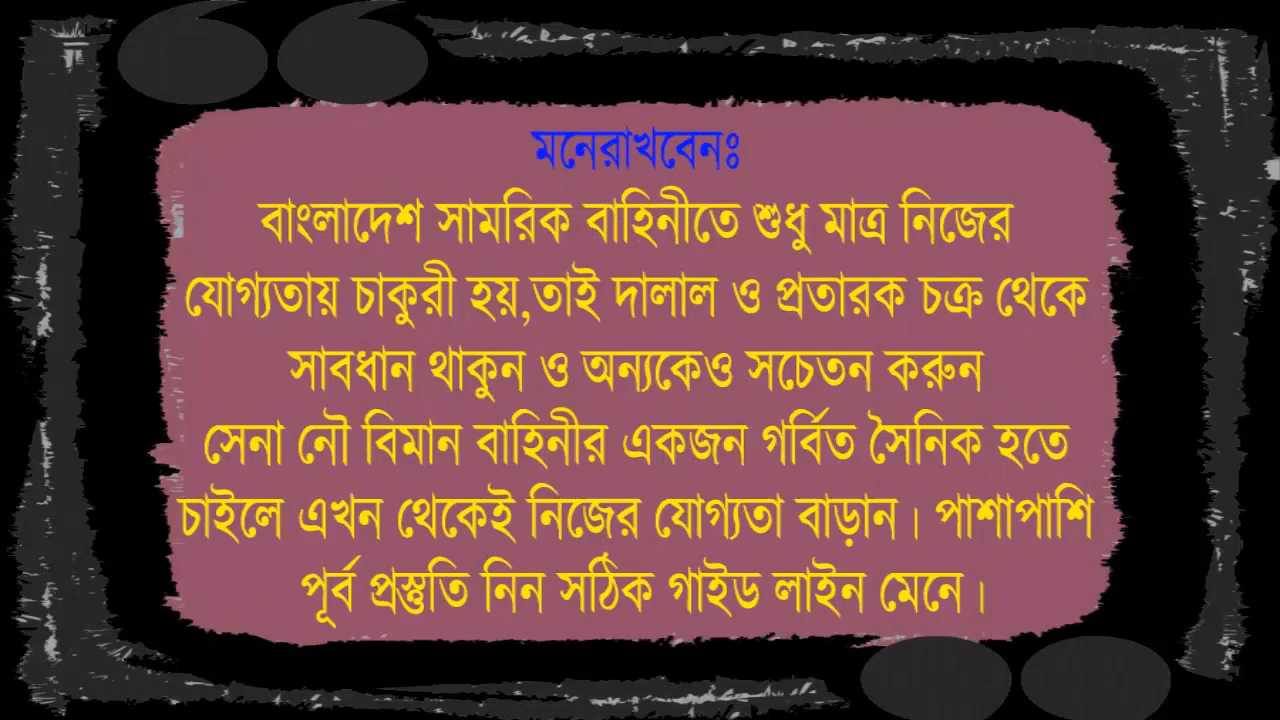 মনেরাখবেনঃ
বাংলাদেশ সামরিক বাহিনীতে শুধু মাত্র নিজের
যোগ্যতায় চাকুরী হয়,তাই দালাল ও প্রতারক চক্র থেকে
সাবধান থাকুন ও অন্যকেও সচেতন করুন
সেনা নৌ বিমান বাহিনীর একজন গর্বিত সৈনিক হতে
চাইলে এখন থেকেই নিজের যোগ্যতা বাড়ান। পাশাপাশি
পূর্ব প্রস্তুতি নিন সঠিক গাইড লাইন মেনে।